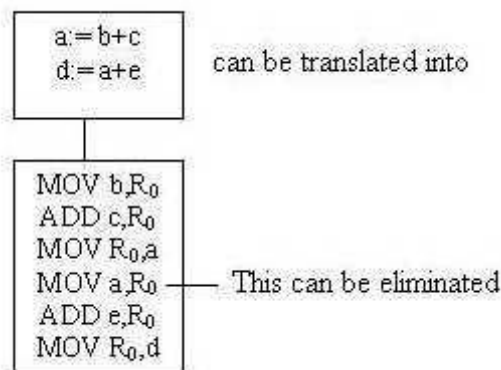 a:= b+c
d:= a+e
can be translated into
MOV b,R₀
ADD c,R₀
MOV R₀,a
MOV a,R₀
This can be eliminated
ADD e,R₀
MOV R₀,d